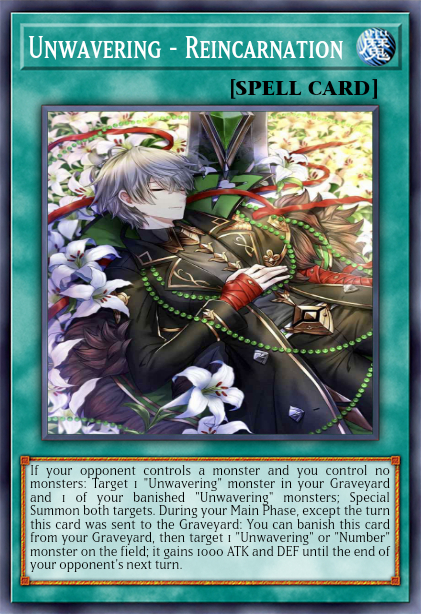 Unwavering - Reincarnation
魔
[SPELL CARD]
If your opponent controls a monster and you control no
monsters: Target 1 "Unwavering" monster in your Graveyard
and 1 of your banished "Unwavering" monsters; Special
Summon both targets. During your Main Phase, except the turn
this card was sent to the Graveyard: You can banish this card
from your Graveyard, then target 1 "Unwavering" or "Number"
monster on the field; it gains 1000 ATK and DEF until the end of
your opponent's next turn.